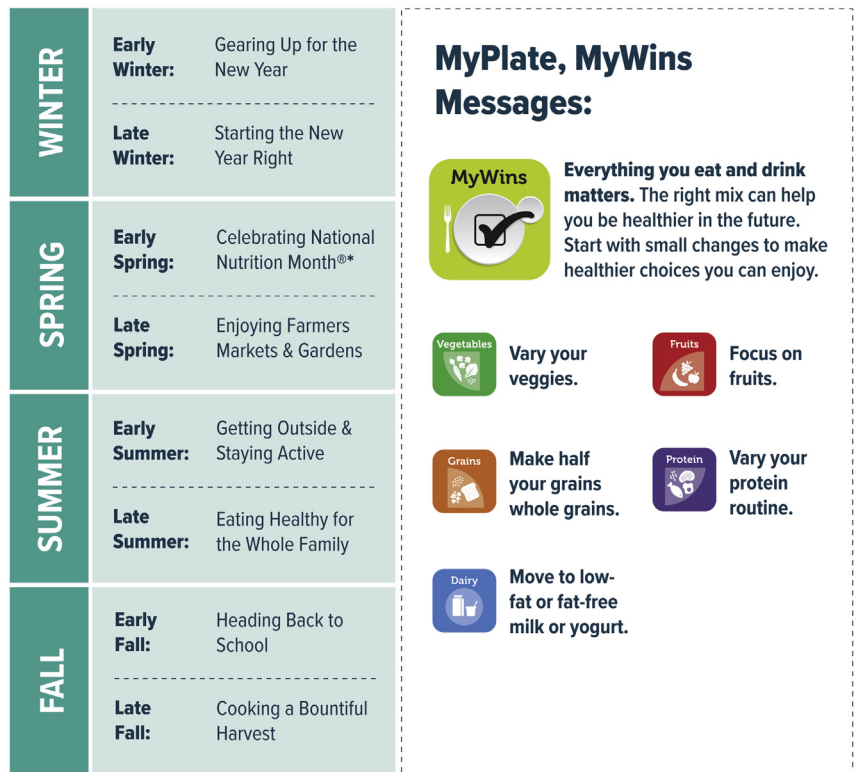 WINTER
Early
Winter:
Gearing Up for the
New Year
Late
Winter:
Starting the New
Year Right
SPRING
Early
Spring:
Celebrating National
Nutrition Month®*
Late
Spring:
Enjoying Farmers
Markets & Gardens
SUMMER
Early
Summer:
Getting Outside &
Staying Active
Late
Summer:
Eating Healthy for
the Whole Family
FALL
Early
Fall:
Heading Back to
School
Late
Fall:
Cooking a Bountiful
Harvest
MyPlate, MyWins
Messages:
MyWins
Everything you eat and drink
matters. The right mix can help
you be healthier in the future.
Start with small changes to make
healthier choices you can enjoy.
Vegetables
Vary your
veggies.
Fruits
Focus on
fruits.
Grains
Make half
your grains
whole grains.
Protein
Vary your
protein
routine.
Dairy
Move to low-
fat or fat-free
milk or yogurt.